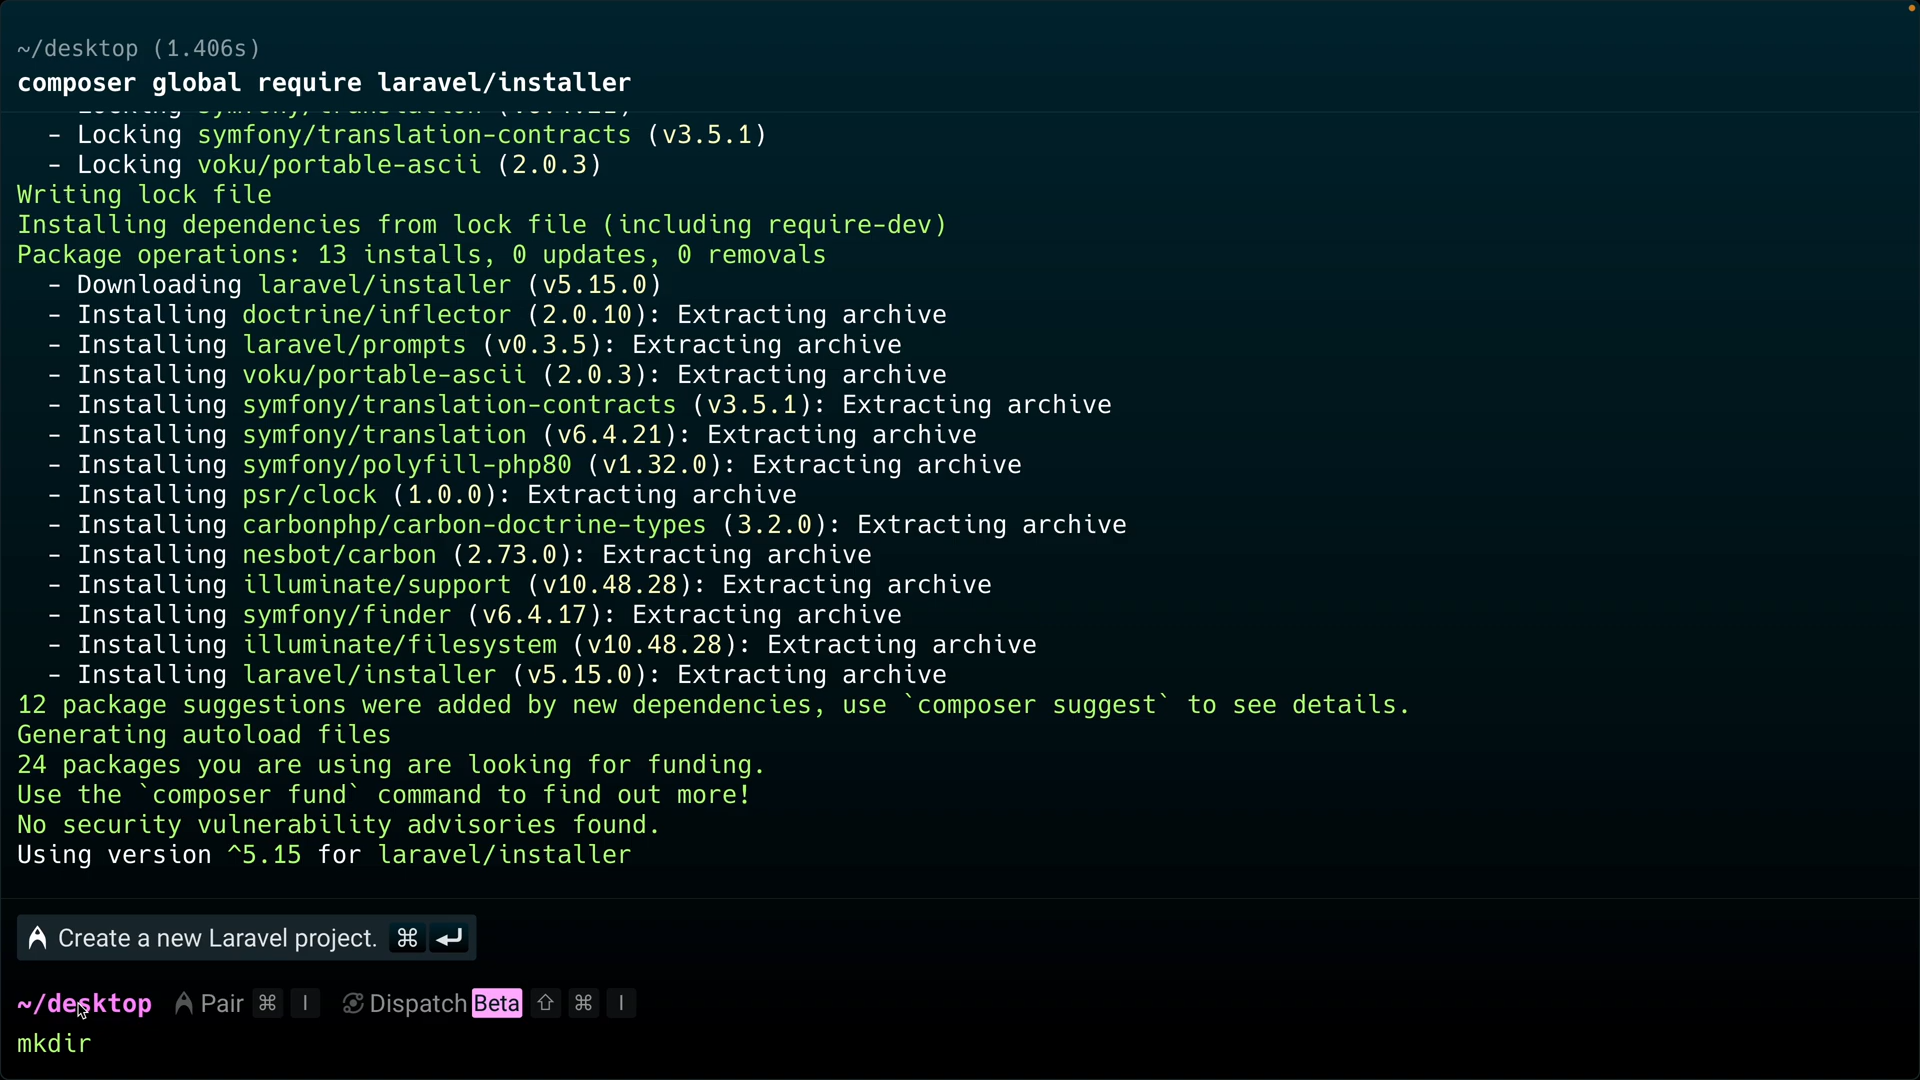 ~/desktop (1.406s)
composer global require laravel/installer
- Locking symfony/translation (v6.4.21)
- Locking symfony/translation-contracts (v3.5.1)
- Locking voku/portable-ascii (2.0.3)
Writing lock file
Installing dependencies from lock file (including require-dev)
Package operations: 13 installs, 0 updates, 0 removals
- Downloading laravel/installer (v5.15.0)
- Installing doctrine/inflector (2.0.10): Extracting archive
- Installing laravel/prompts (v0.3.5): Extracting archive
- Installing voku/portable-ascii (2.0.3): Extracting archive
- Installing symfony/translation-contracts (v3.5.1): Extracting archive
- Installing symfony/translation (v6.4.21): Extracting archive
- Installing symfony/polyfill-php80 (v1.32.0): Extracting archive
- Installing psr/clock (1.0.0): Extracting archive
- Installing carbonphp/carbon-doctrine-types (3.2.0): Extracting archive
- Installing nesbot/carbon (2.73.0): Extracting archive
- Installing illuminate/support (v10.48.28): Extracting archive
- Installing symfony/finder (v6.4.17): Extracting archive
- Installing illuminate/filesystem (v10.48.28): Extracting archive
- Installing laravel/installer (v5.15.0): Extracting archive
12 package suggestions were added by new dependencies, use `composer suggest` to see details.
Generating autoload files
24 packages you are using are looking for funding.
Use the `composer fund` command to find out more!
No security vulnerability advisories found.
Using version ^5.15 for laravel/installer
Create a new Laravel project. ⌘ ↵
~/desktop Pair ⌘ I Dispatch Beta ⇧ ⌘ I
mkdir